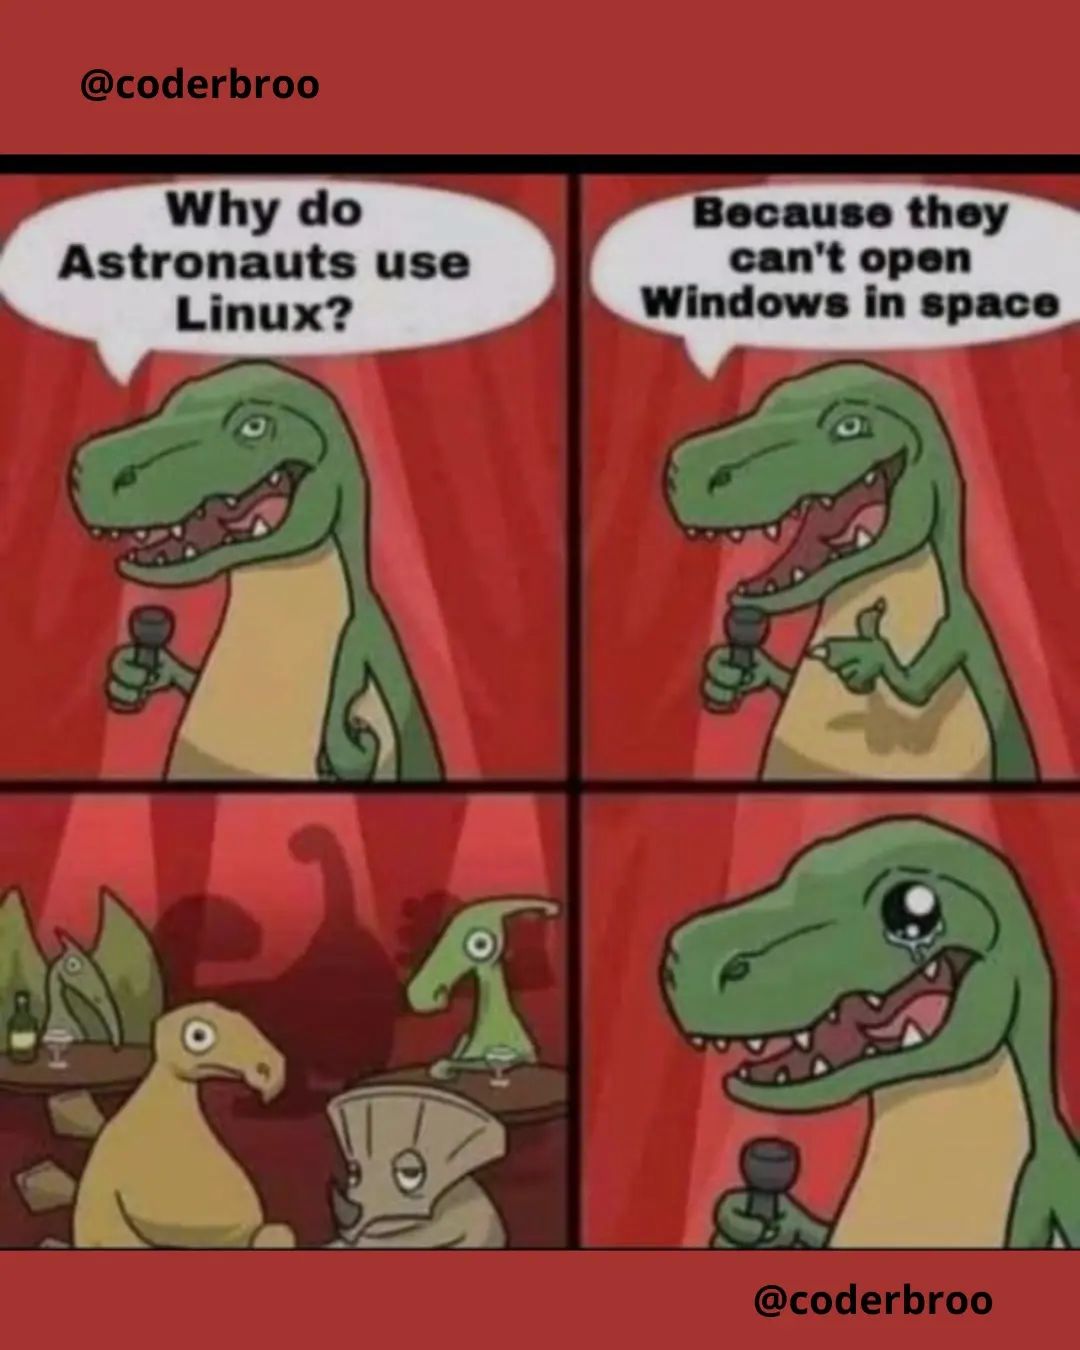 @coderbroo
Why do
Astronauts use
Linux?
Because they
can't open
Windows in space
@coderbroo